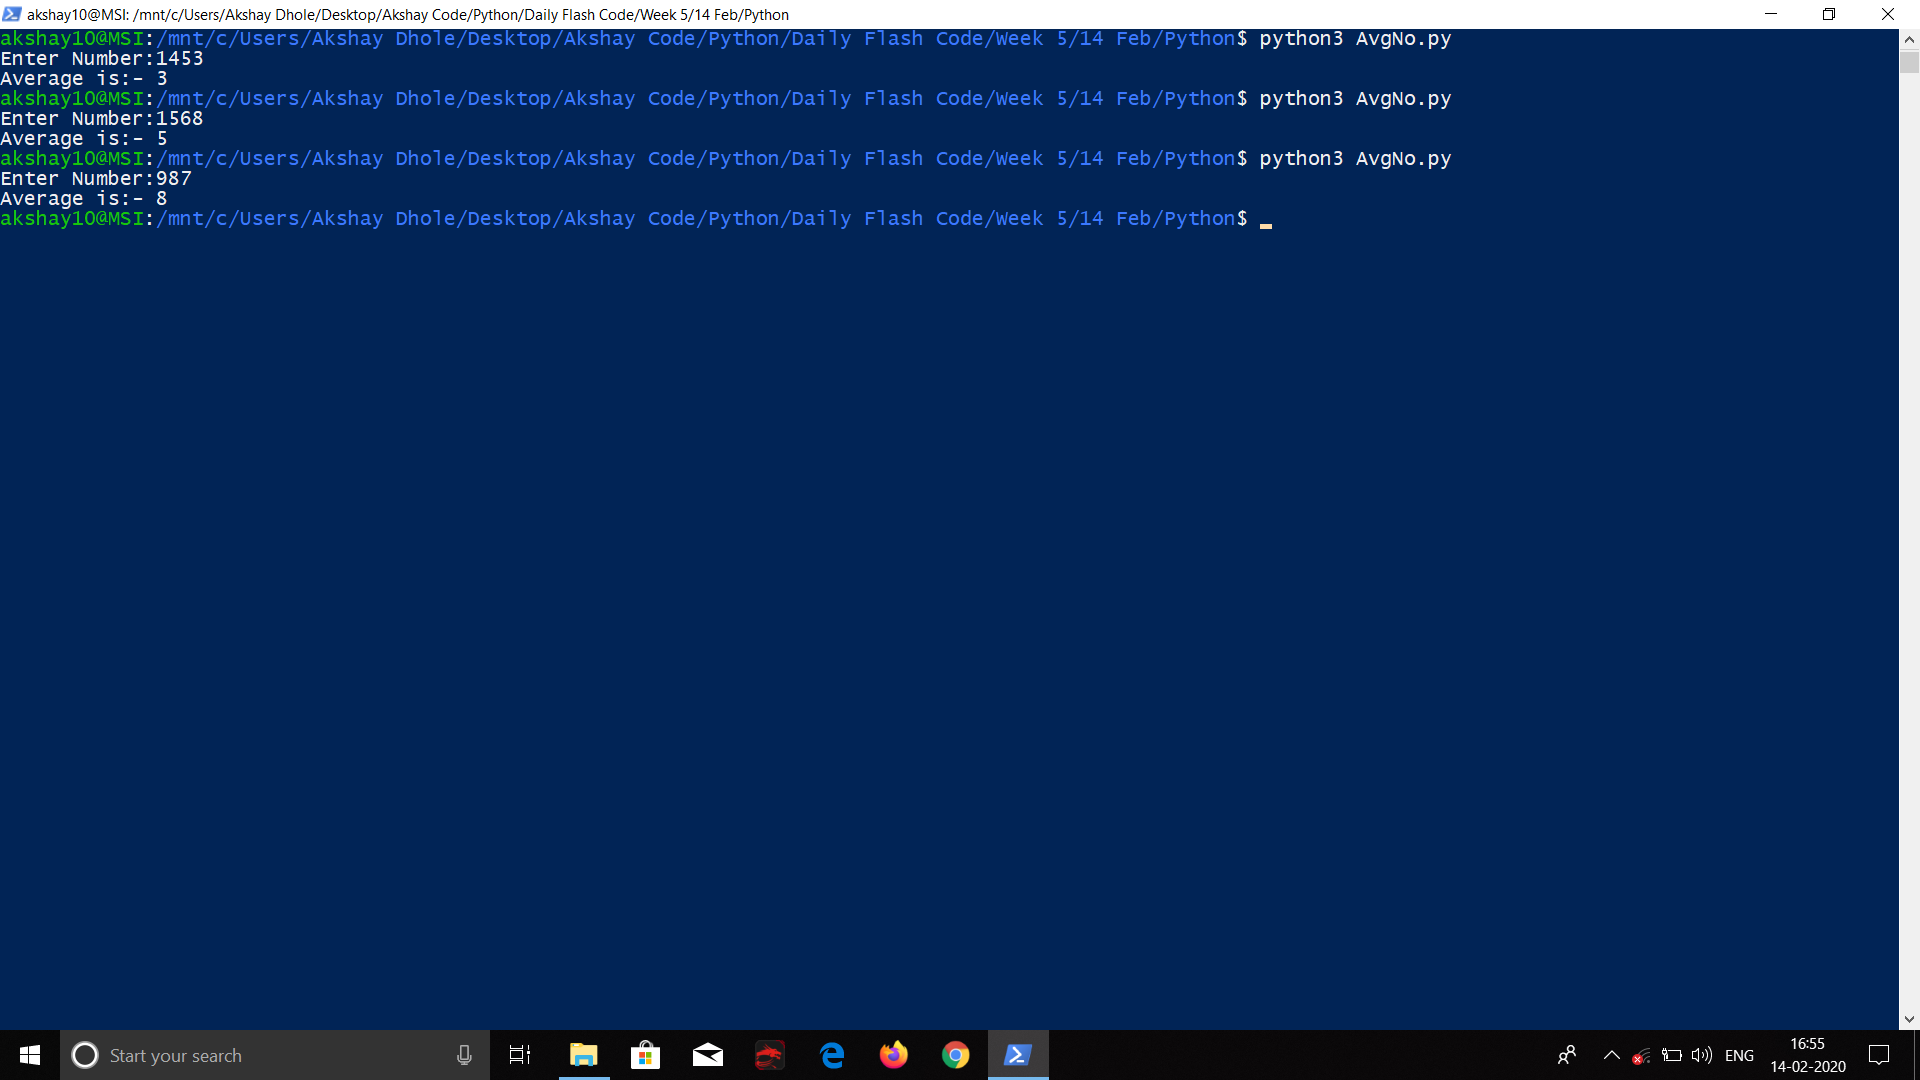 akshay10@MSI: /mnt/c/Users/Akshay Dhole/Desktop/Akshay Code/Python/Daily Flash Code/Week 5/14 Feb/Python
akshay10@MSI:/mnt/c/Users/Akshay Dhole/Desktop/Akshay Code/Python/Daily Flash Code/Week 5/14 Feb/Python$ python3 AvgNo.py
Enter Number:1453
Average is:- 3
akshay10@MSI:/mnt/c/Users/Akshay Dhole/Desktop/Akshay Code/Python/Daily Flash Code/Week 5/14 Feb/Python$ python3 AvgNo.py
Enter Number:1568
Average is:- 5
akshay10@MSI:/mnt/c/Users/Akshay Dhole/Desktop/Akshay Code/Python/Daily Flash Code/Week 5/14 Feb/Python$ python3 AvgNo.py
Enter Number:987
Average is:- 8
akshay10@MSI:/mnt/c/Users/Akshay Dhole/Desktop/Akshay Code/Python/Daily Flash Code/Week 5/14 Feb/Python$
Start your search
ENG
16:55
14-02-2020